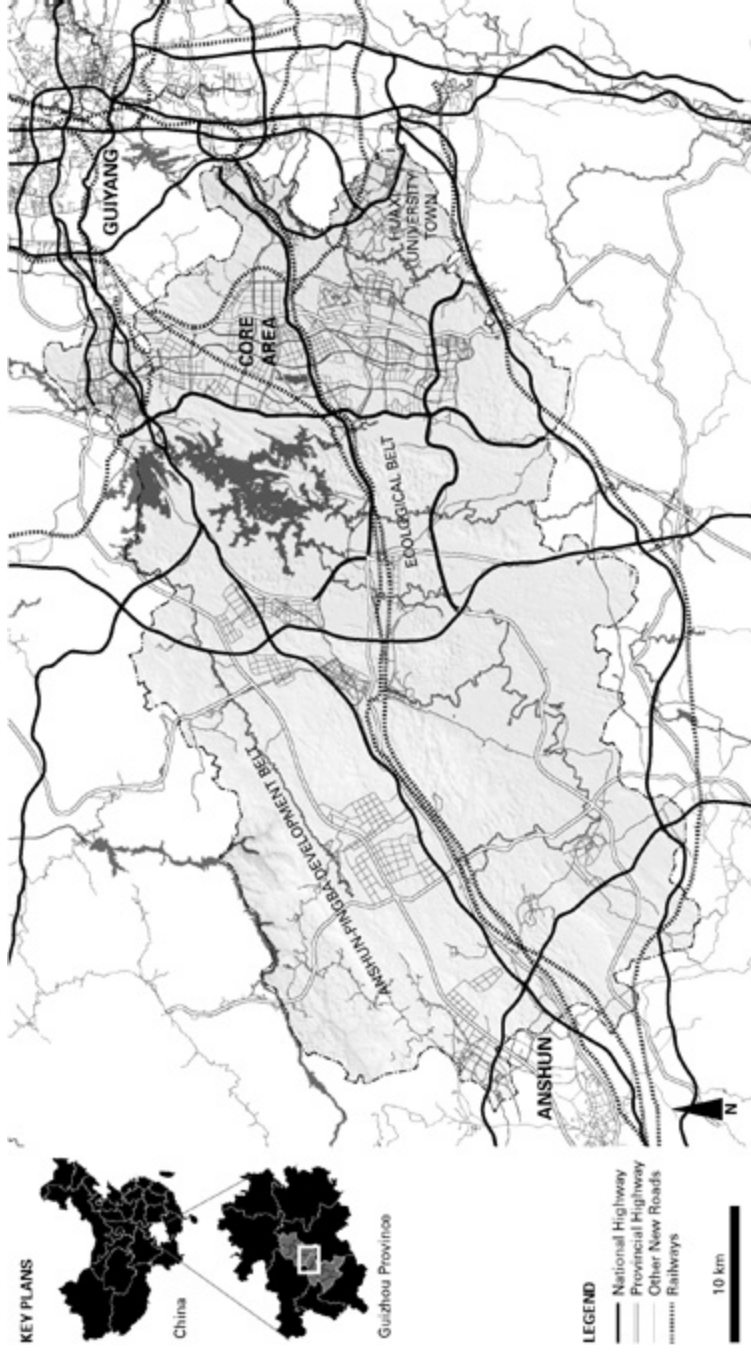 KEY PLANS
China
Guizhou Province
LEGEND
National Highway
Provincial Highway
Other New Roads
Railways
10 km
N
GUIYANG
CORE
AREA
HUAXI
UNIVERSITY
TOWN
ECOLOGICAL BELT
ANSHUN-PINGBA DEVELOPMENT BELT
ANSHUN